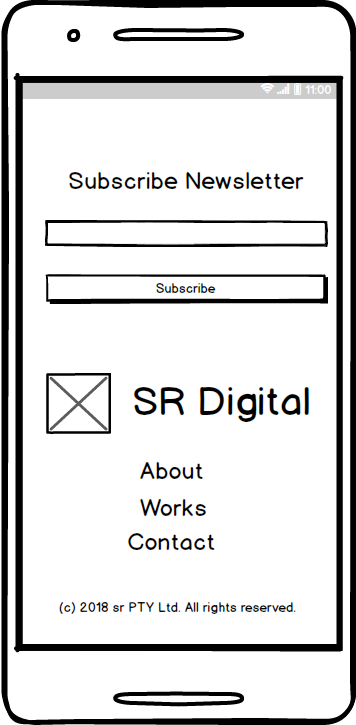 11:00
Subscribe Newsletter
Subscribe
SR Digital
About
Works
Contact
(c) 2018 sr PTY Ltd. All rights reserved.